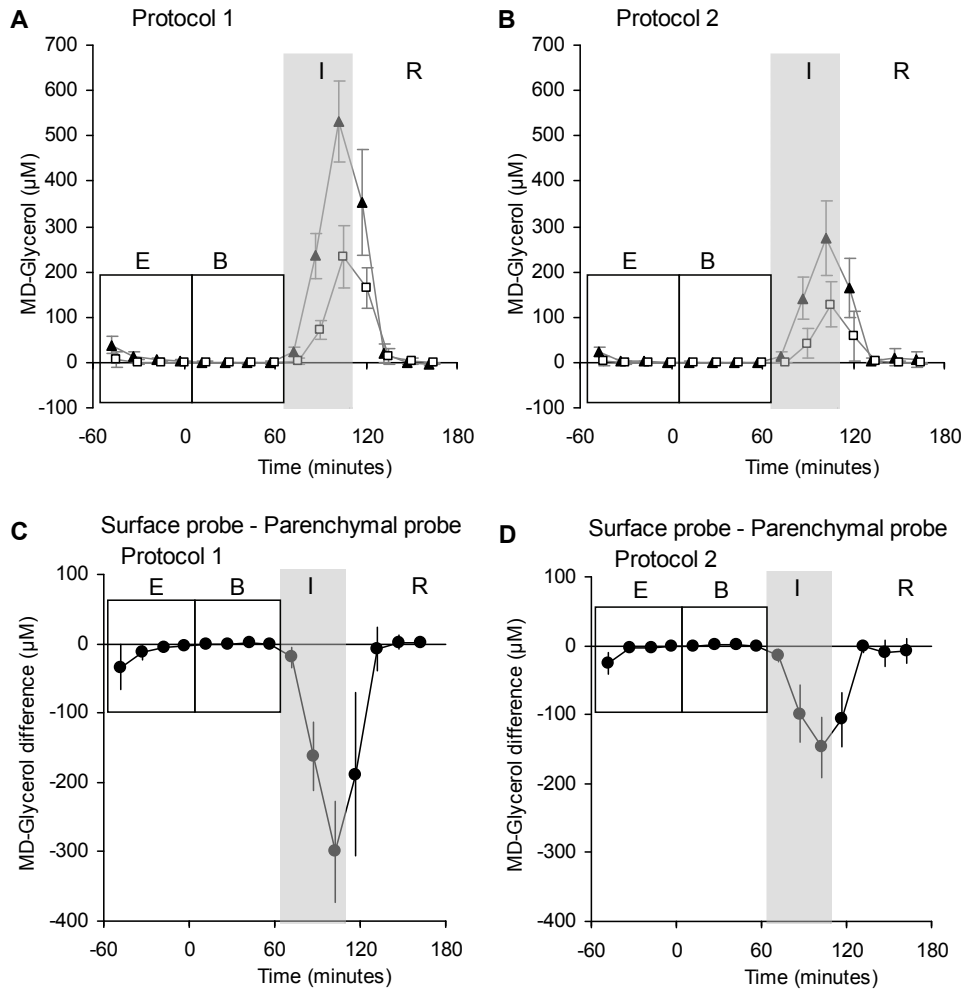 A Protocol 1
700
600
500
400
300
200
100
0
-100
MD-Glycerol (µM)
E B I R
-60 0 60 120 180
Time (minutes)
B Protocol 2
700
600
500
400
300
200
100
0
-100
MD-Glycerol (µM)
E B I R
-60 0 60 120 180
Time (minutes)
C Surface probe - Parenchymal probe
Protocol 1
100
0
-100
-200
-300
-400
MD-Glycerol difference (µM)
E B I R
-60 0 60 120 180
Time (minutes)
D Surface probe - Parenchymal probe
Protocol 2
100
0
-100
-200
-300
-400
MD-Glycerol difference (µM)
E B I R
-60 0 60 120 180
Time (minutes)